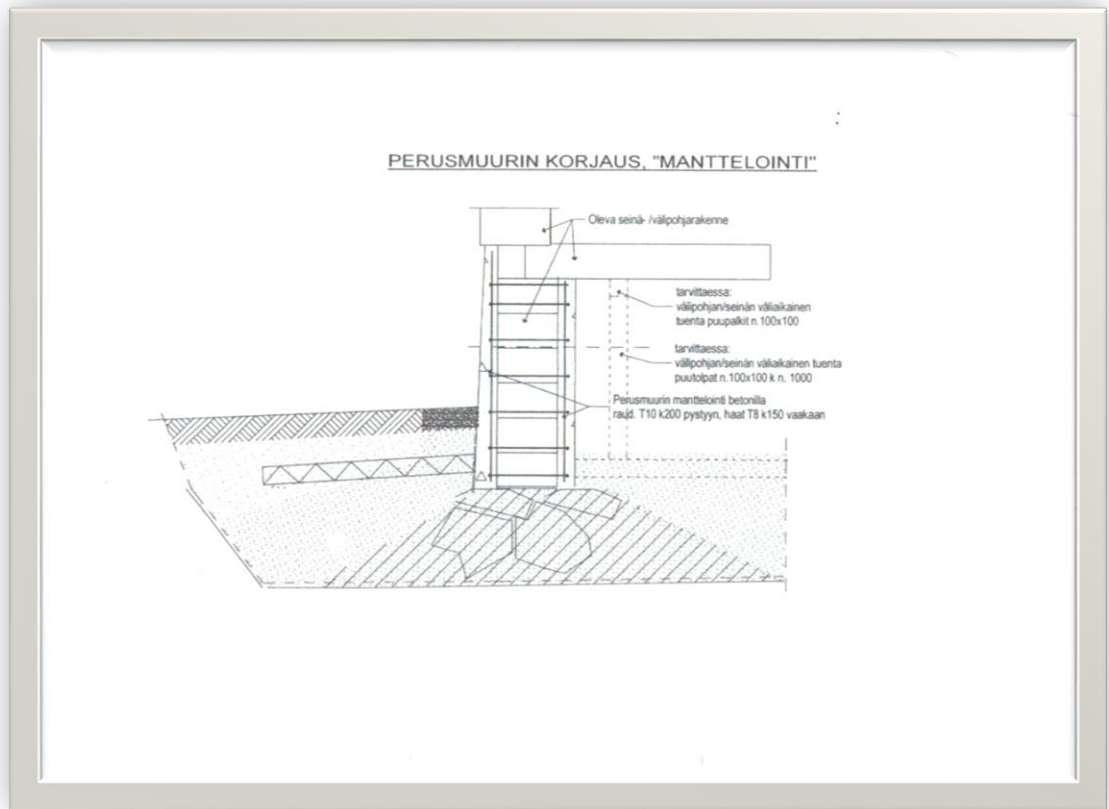 PERUSMUURIN KORJAUS, "MANTTELOINTI"
Oleva seinä- /välipohjarakenne
tarvittaessa:
välipohjan/seinän väliaikainen
tuenta puupalkit n.100x100
tarvittaessa:
välipohjan/seinän väliaikainen tuenta
puutolpat n.100x100 k n. 1000
Perusmuurin manttelointi betonilla
raud. T10 k200 pystyyn, haat T8 k150 vaakaan